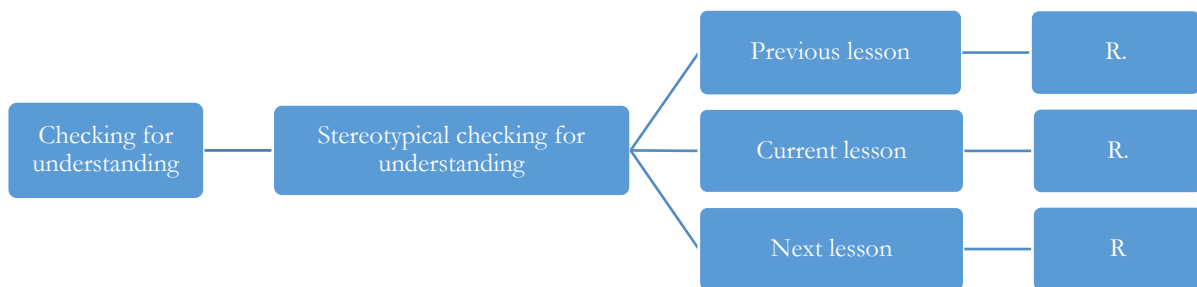 Checking for
understanding
Stereotypical checking for
understanding
Previous lesson
R.
Current lesson
R.
Next lesson
R